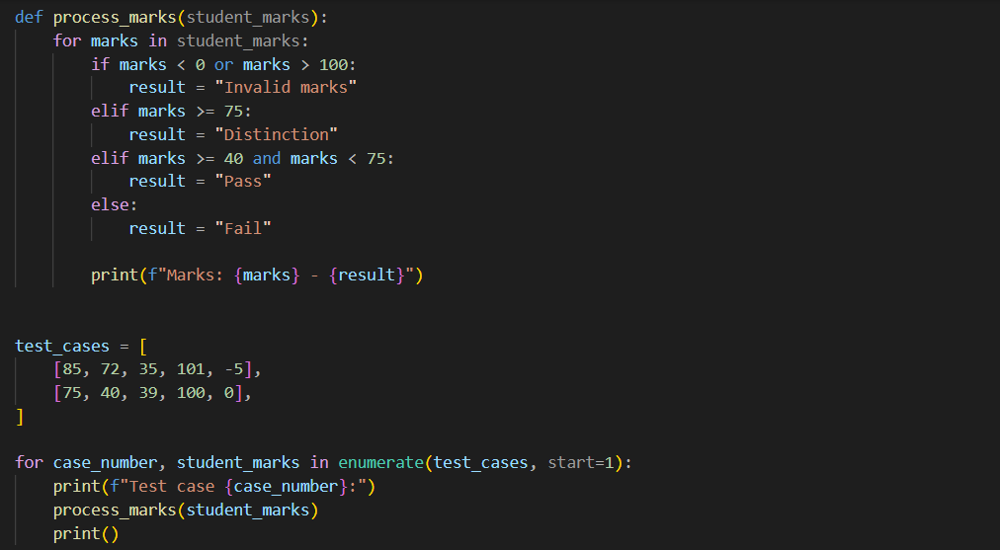 def process_marks(student_marks):
    for marks in student_marks:
        if marks < 0 or marks > 100:
            result = "Invalid marks"
        elif marks >= 75:
            result = "Distinction"
        elif marks >= 40 and marks < 75:
            result = "Pass"
        else:
            result = "Fail"

        print(f"Marks: {marks} - {result}")


test_cases = [
    [85, 72, 35, 101, -5],
    [75, 40, 39, 100, 0],
]

for case_number, student_marks in enumerate(test_cases, start=1):
    print(f"Test case {case_number}:")
    process_marks(student_marks)
    print()